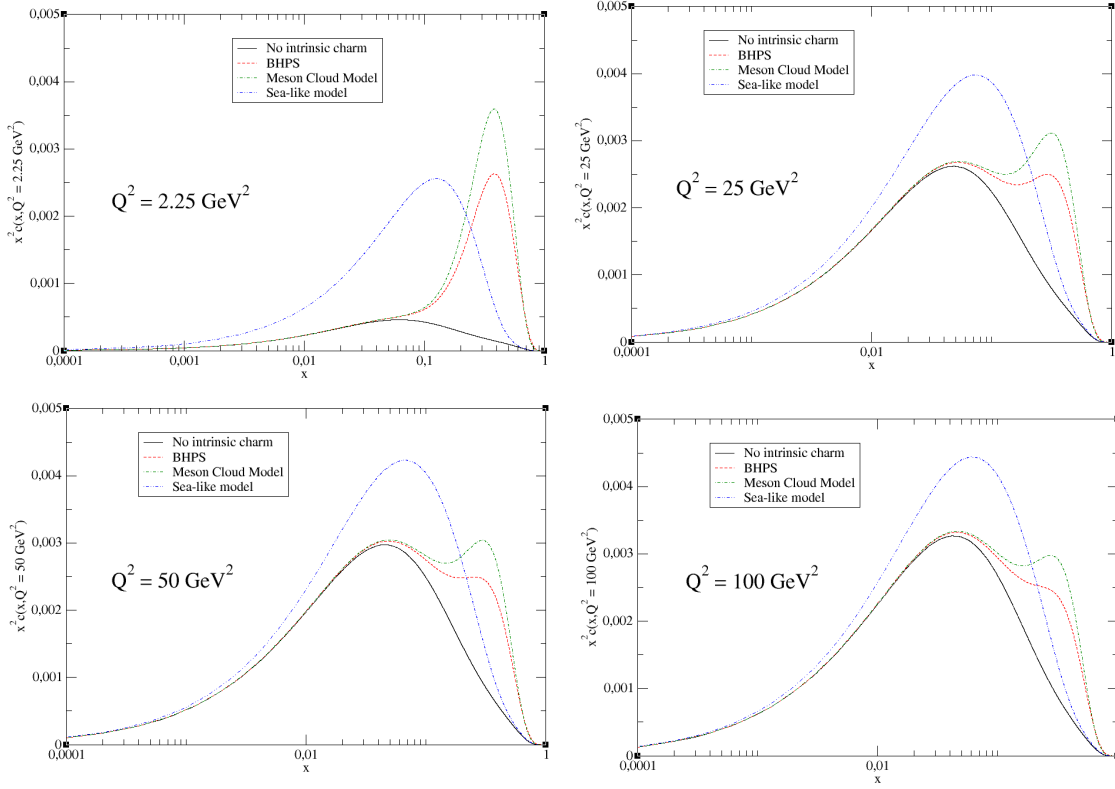 0,005
0,004
0,003
0,002
0,001
0
x² c(x,Q² = 2.25 GeV²)
No intrinsic charm
BHPS
Meson Cloud Model
Sea-like model
Q² = 2.25 GeV²
0,0001
0,001
0,01
0,1
1
x
0,005
0,004
0,003
0,002
0,001
0
x² c(x,Q² = 25 GeV²)
No intrinsic charm
BHPS
Meson Cloud Model
Sea-like model
Q² = 25 GeV²
0,0001
0,01
1
x
0,005
0,004
0,003
0,002
0,001
0
x² c(x,Q² = 50 GeV²)
No intrinsic charm
BHPS
Meson Cloud Model
Sea-like model
Q² = 50 GeV²
0,0001
0,01
1
x
0,005
0,004
0,003
0,002
0,001
0
x² c(x,Q² = 100 GeV²)
No intrinsic charm
BHPS
Meson Cloud Model
Sea-like model
Q² = 100 GeV²
0,0001
0,01
x